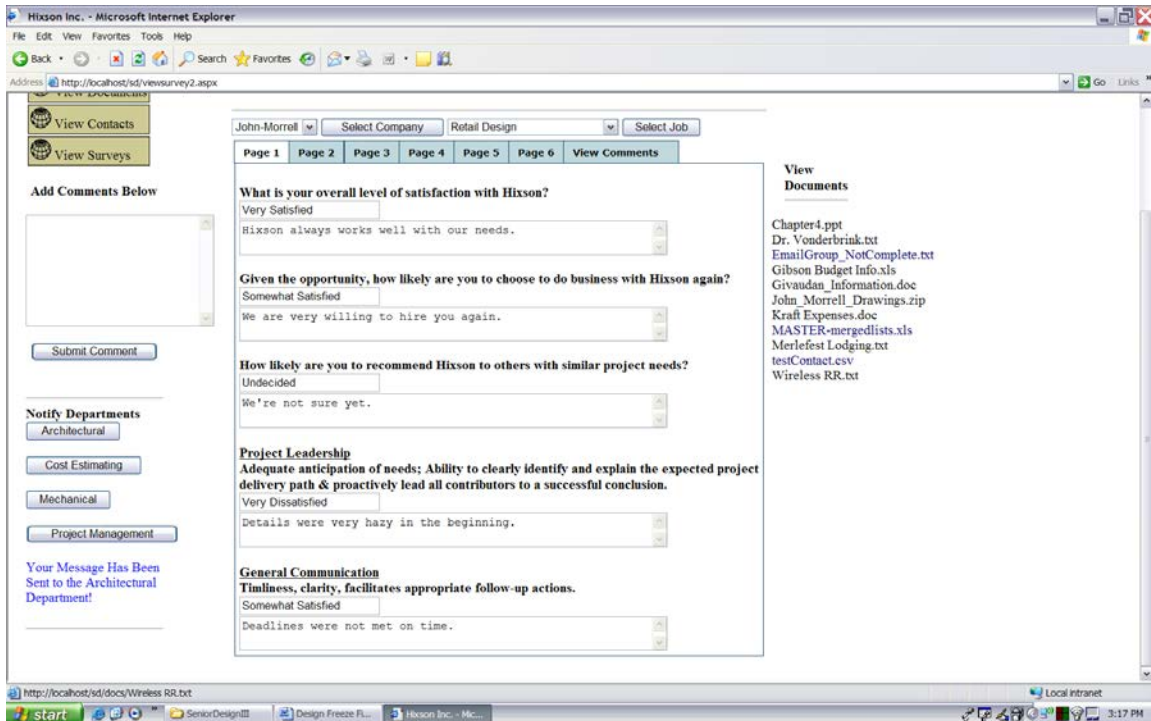 Hixson Inc. - Microsoft Internet Explorer
File Edit View Favorites Tools Help
Back Search Favorites
Address http://localhost/sd/viewsurvey2.aspx Go Links
View Documents
View Contacts
View Surveys
Add Comments Below
Submit Comment
Notify Departments
Architectural
Cost Estimating
Mechanical
Project Management
Your Message Has Been
Sent to the Architectural
Department!
John-Morrell Select Company Retail Design Select Job
Page 1 Page 2 Page 3 Page 4 Page 5 Page 6 View Comments
What is your overall level of satisfaction with Hixson?
Very Satisfied
Hixson always works well with our needs.
Given the opportunity, how likely are you to choose to do business with Hixson again?
Somewhat Satisfied
We are very willing to hire you again.
How likely are you to recommend Hixson to others with similar project needs?
Undecided
We're not sure yet.
Project Leadership
Adequate anticipation of needs; Ability to clearly identify and explain the expected project
delivery path & proactively lead all contributors to a successful conclusion.
Very Dissatisfied
Details were very hazy in the beginning.
General Communication
Timliness, clarity, facilitates appropriate follow-up actions.
Somewhat Satisfied
Deadlines were not met on time.
View
Documents
Chapter4.ppt
Dr. Vonderbrink.txt
EmailGroup_NotComplete.txt
Gibson Budget Info.xls
Givaudan_Information.doc
John_Morrell_Drawings.zip
Kraft Expenses.doc
MASTER-mergedlists.xls
Merlefest Lodging.txt
testContact.csv
Wireless RR.txt
http://localhost/sd/docs/Wireless RR.txt Local intranet
start SeniorDesignIII Design Freeze Fi... Hixson Inc. - Mic... 3:17 PM